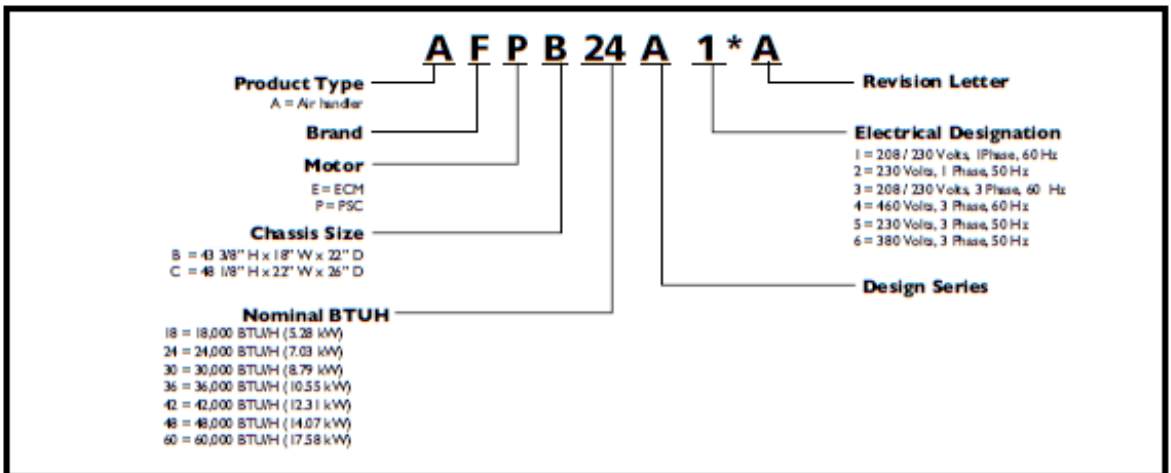 A F P B 24 A 1 * A
Product Type
A = Air handler
Brand
Motor
E = ECM
P = PSC
Chassis Size
B = 43 3/8" H x 18" W x 22" D
C = 48 1/8" H x 22" W x 26" D
Nominal BTUH
18 = 18,000 BTU/H (5.28 kW)
24 = 24,000 BTU/H (7.03 kW)
30 = 30,000 BTU/H (8.79 kW)
36 = 36,000 BTU/H (10.55 kW)
42 = 42,000 BTU/H (12.31 kW)
48 = 48,000 BTU/H (14.07 kW)
60 = 60,000 BTU/H (17.58 kW)
Revision Letter
Electrical Designation
1 = 208 / 230 Volts, 1Phase, 60 Hz
2 = 230 Volts, 1 Phase, 50 Hz
3 = 208 / 230 Volts, 3 Phase, 60 Hz
4 = 460 Volts, 3 Phase, 60 Hz
5 = 230 Volts, 3 Phase, 50 Hz
6 = 380 Volts, 3 Phase, 50 Hz
Design Series